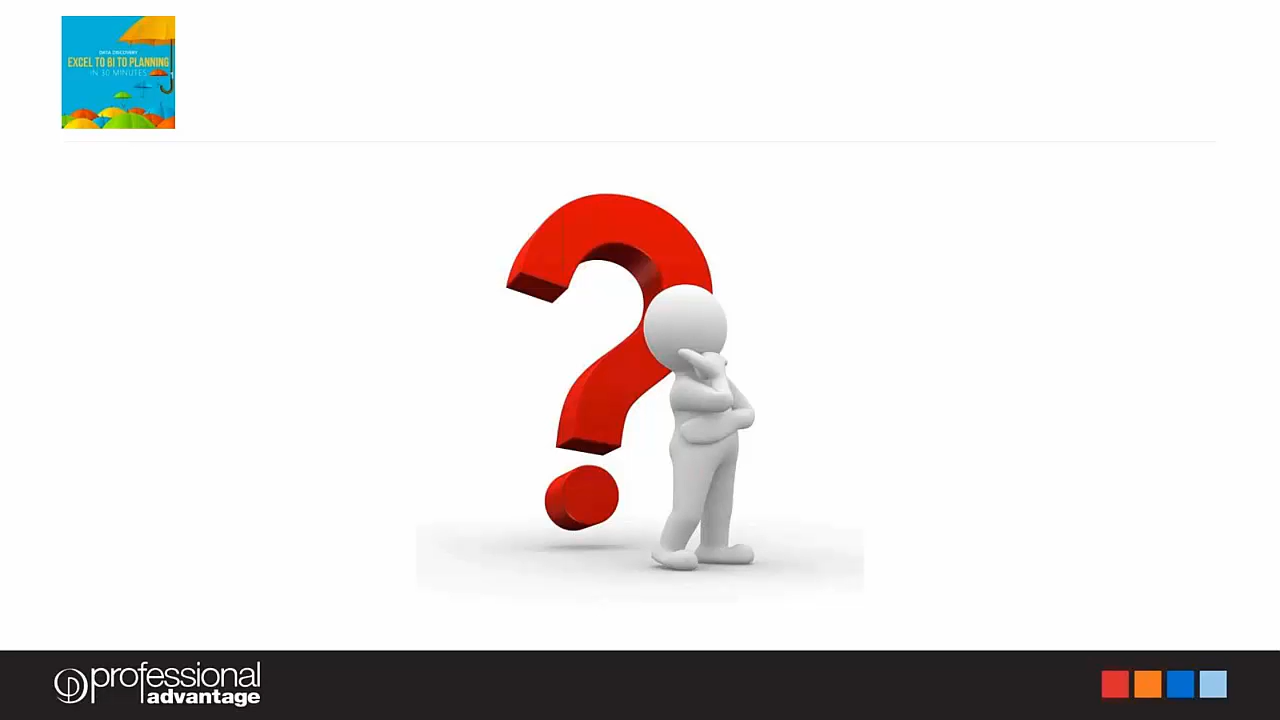 DATA DISCOVERY
EXCEL TO BI TO PLANNING
IN 30 MINUTES
professional
advantage